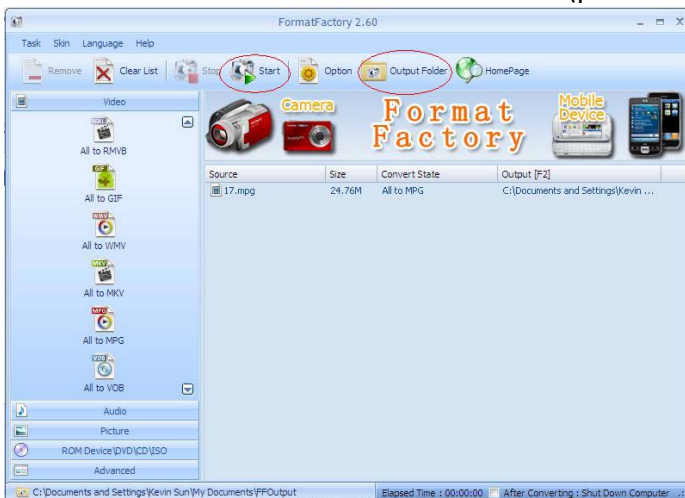 FormatFactory 2.60
Task Skin Language Help
Remove Clear List Stop Start Option Output Folder HomePage
Video
All to RMVB
All to GIF
All to WMV
All to MKV
All to MPG
All to VOB
Audio
Picture
ROM Device\DVD\CD\ISO
Advanced
Camera
Format
Factory
Mobile
Device
Source Size Convert State Output [F2]
17.mpg 24.76M All to MPG C:\Documents and Settings\Kevin ...
C:\Documents and Settings\Kevin Sun\My Documents\FFOutput
Elapsed Time : 00:00:00 After Converting : Shut Down Computer